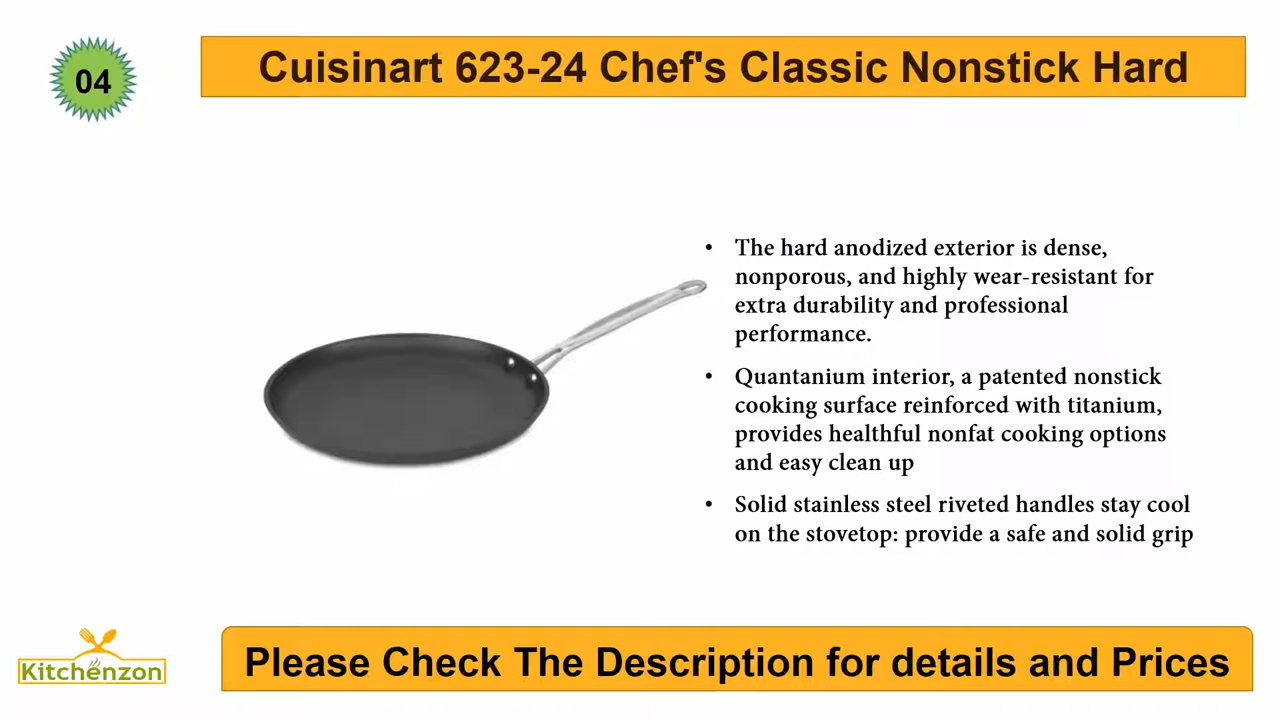 04
Cuisinart 623-24 Chef's Classic Nonstick Hard
• The hard anodized exterior is dense,
nonporous, and highly wear-resistant for
extra durability and professional
performance.
• Quantanium interior, a patented nonstick
cooking surface reinforced with titanium,
provides healthful nonfat cooking options
and easy clean up
• Solid stainless steel riveted handles stay cool
on the stovetop: provide a safe and solid grip
Kitchenzon
Please Check The Description for details and Prices